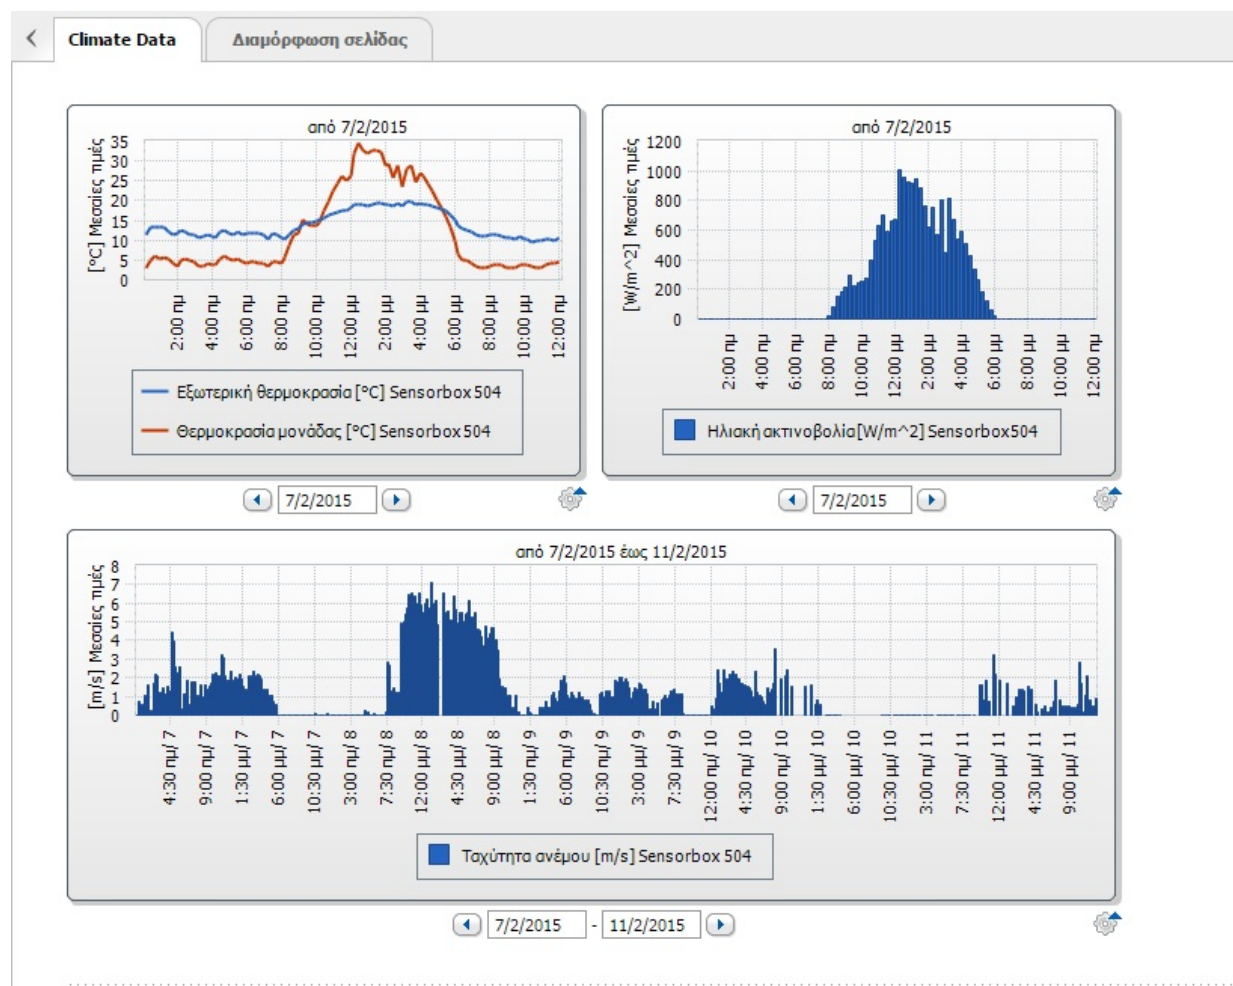 Climate Data
Διαμόρφωση σελίδας
από 7/2/2015
[°C] Μεσαίες τιμές
35
30
25
20
15
10
5
0
2:00 πμ
4:00 πμ
6:00 πμ
8:00 πμ
10:00 πμ
12:00 μμ
2:00 μμ
4:00 μμ
6:00 μμ
8:00 μμ
10:00 μμ
12:00 πμ
Εξωτερική θερμοκρασία [°C] Sensorbox 504
Θερμοκρασία μονάδας [°C] Sensorbox 504
7/2/2015
από 7/2/2015
[W/m^2] Μεσαίες τιμές
1200
1000
800
600
400
200
0
2:00 πμ
4:00 πμ
6:00 πμ
8:00 πμ
10:00 πμ
12:00 μμ
2:00 μμ
4:00 μμ
6:00 μμ
8:00 μμ
10:00 μμ
12:00 πμ
Ηλιακή ακτινοβολία [W/m^2] Sensorbox 504
7/2/2015
από 7/2/2015 έως 11/2/2015
[m/s] Μεσαίες τιμές
8
7
6
5
4
3
2
1
0
4:30 πμ/ 7
9:00 πμ/ 7
1:30 μμ/ 7
6:00 μμ/ 7
10:30 μμ/ 7
3:00 πμ/ 8
7:30 πμ/ 8
12:00 μμ/ 8
4:30 μμ/ 8
9:00 μμ/ 8
1:30 πμ/ 9
6:00 πμ/ 9
10:30 πμ/ 9
3:00 μμ/ 9
7:30 μμ/ 9
12:00 πμ/ 10
4:30 πμ/ 10
9:00 πμ/ 10
1:30 μμ/ 10
6:00 μμ/ 10
10:30 μμ/ 10
3:00 πμ/ 11
7:30 πμ/ 11
12:00 μμ/ 11
4:30 μμ/ 11
9:00 μμ/ 11
Ταχύτητα ανέμου [m/s] Sensorbox 504
7/2/2015 - 11/2/2015